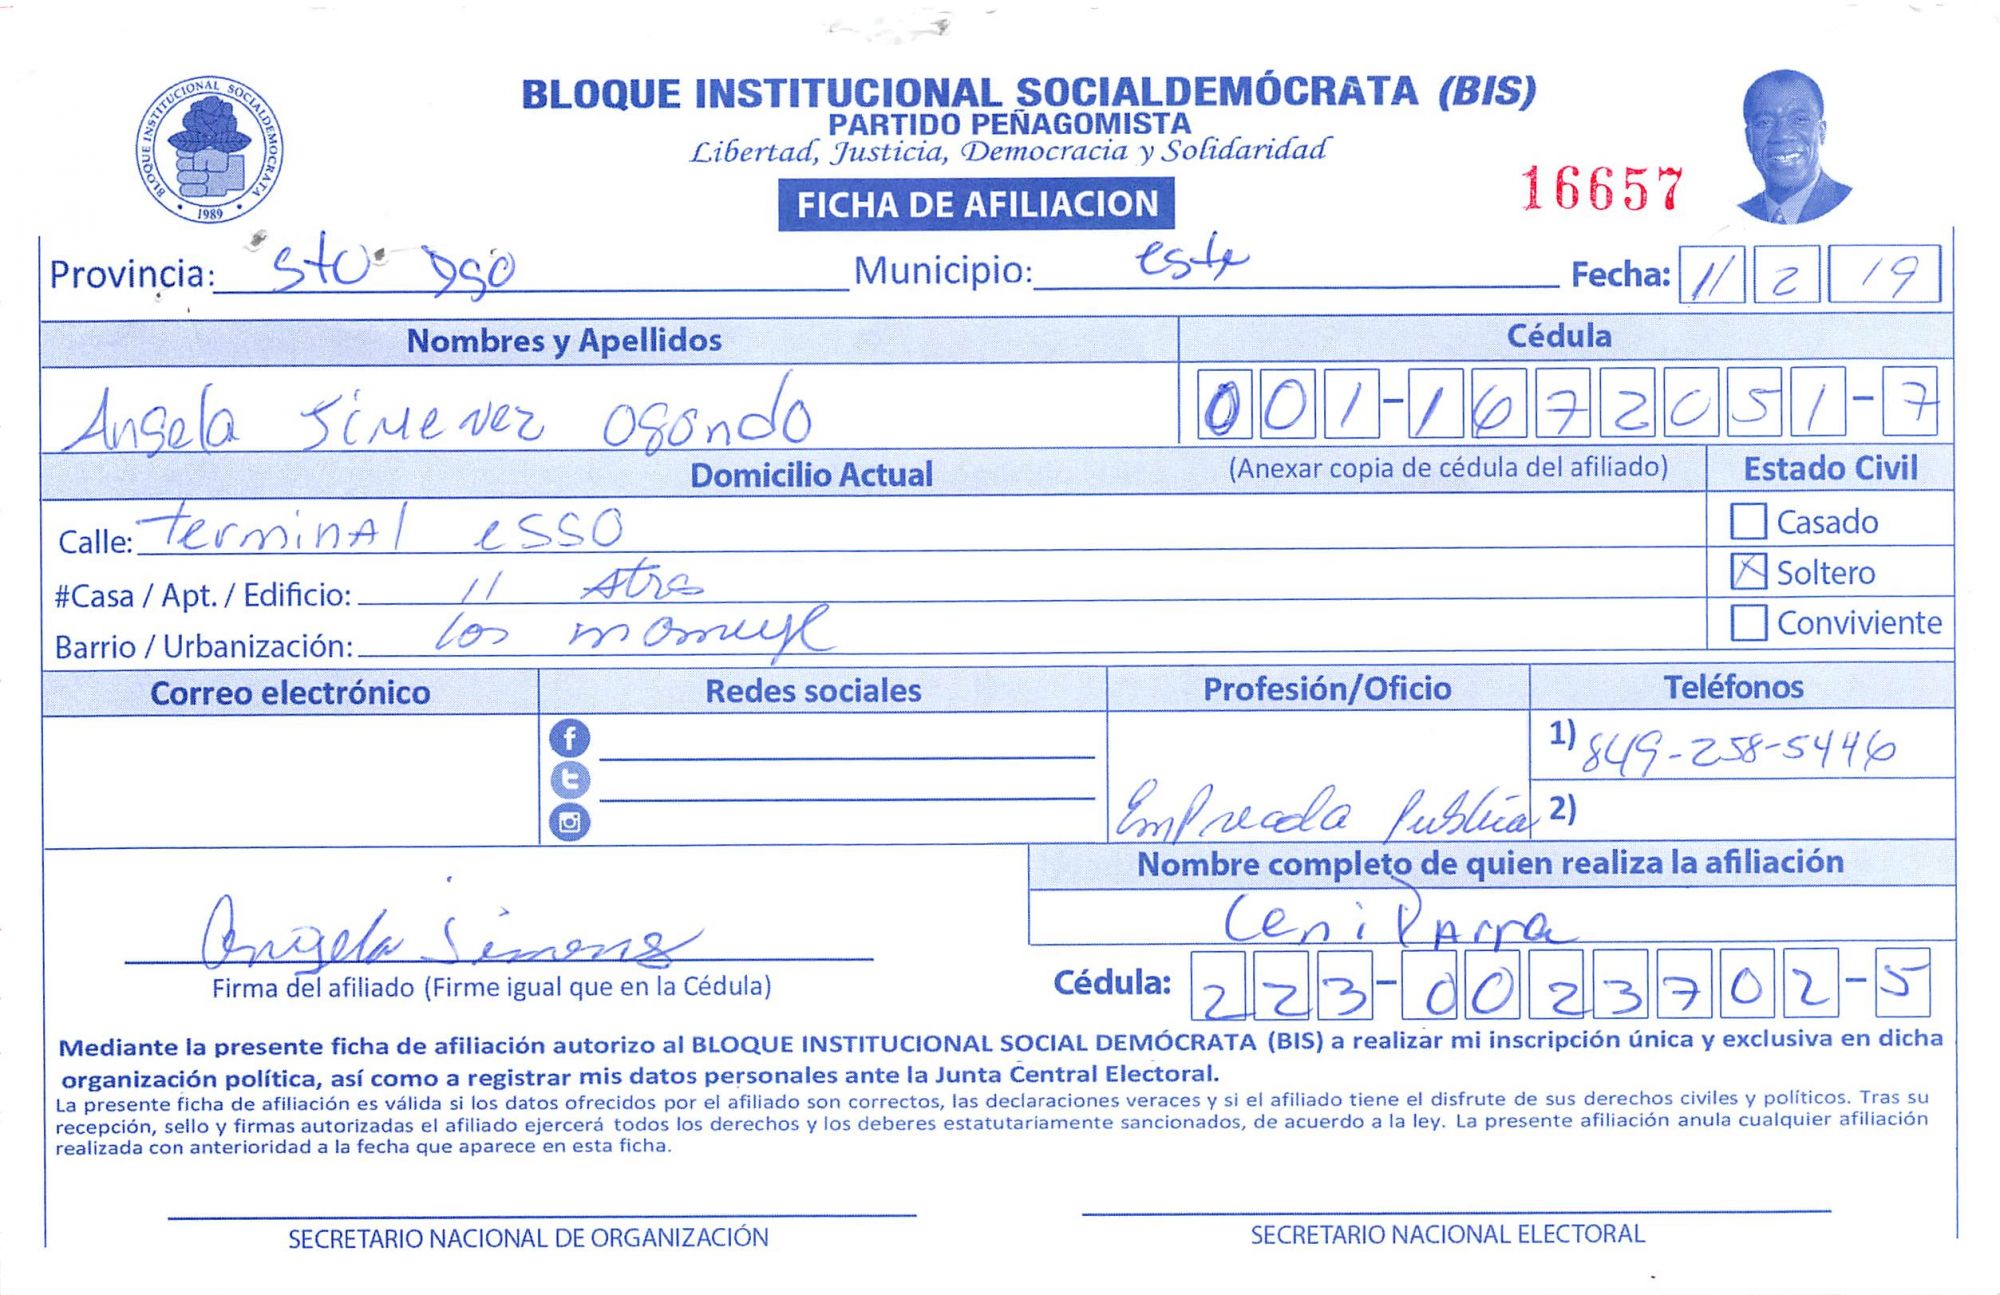 BLOQUE INSTITUCIONAL SOCIALDEMOCRATA
1989
BLOQUE INSTITUCIONAL SOCIALDEMÓCRATA (BIS)
PARTIDO PEÑAGOMISTA
Libertad, Justicia, Democracia y Solidaridad
FICHA DE AFILIACION
16657
Provincia: Sto Dgo Municipio: este Fecha: 11 2 19
Nombres y Apellidos Cédula
Angela Jimenez Ogando 001-1672051-7
Domicilio Actual (Anexar copia de cédula del afiliado) Estado Civil
Calle: terminal esso Casado
#Casa / Apt. / Edificio: 11 Atra Soltero
Barrio / Urbanización: los Conviviente
Correo electrónico Redes sociales Profesión/Oficio Teléfonos
1) 849-258-5446
Empreada Publica 2)
Nombre completo de quien realiza la afiliación
Angela Jimenez Ceni Parra
Firma del afiliado (Firme igual que en la Cédula) Cédula: 223-0023702-5
Mediante la presente ficha de afiliación autorizo al BLOQUE INSTITUCIONAL SOCIAL DEMÓCRATA (BIS) a realizar mi inscripción única y exclusiva en dicha
organización política, así como a registrar mis datos personales ante la Junta Central Electoral.
La presente ficha de afiliación es válida si los datos ofrecidos por el afiliado son correctos, las declaraciones veraces y si el afiliado tiene el disfrute de sus derechos civiles y políticos. Tras su
recepción, sello y firmas autorizadas el afiliado ejercerá todos los derechos y los deberes estatutariamente sancionados, de acuerdo a la ley. La presente afiliación anula cualquier afiliación
realizada con anterioridad a la fecha que aparece en esta ficha.
SECRETARIO NACIONAL DE ORGANIZACIÓN SECRETARIO NACIONAL ELECTORAL